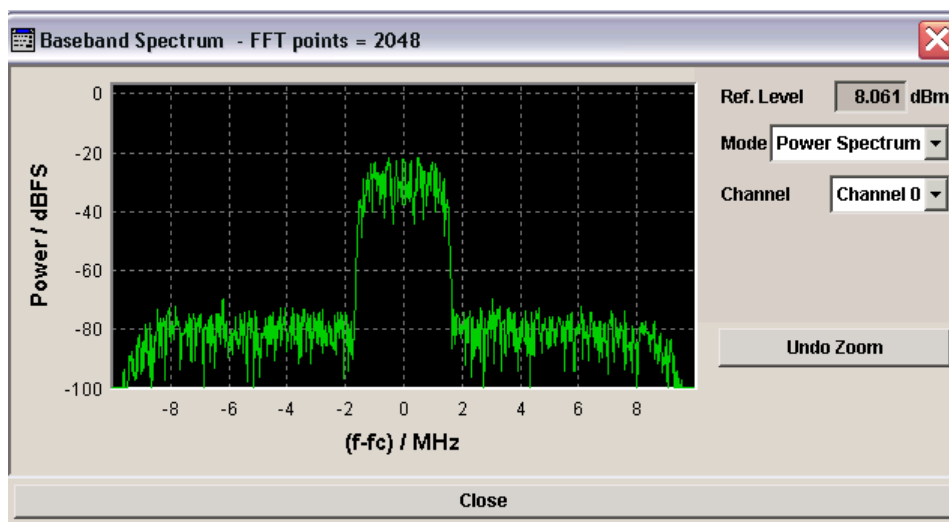 Baseband Spectrum - FFT points = 2048
0
-20
-40
-60
-80
-100
Power / dBFS
-8 -6 -4 -2 0 2 4 6 8
(f-fc) / MHz
Ref. Level 8.061 dBm
Mode Power Spectrum
Channel Channel 0
Undo Zoom
Close